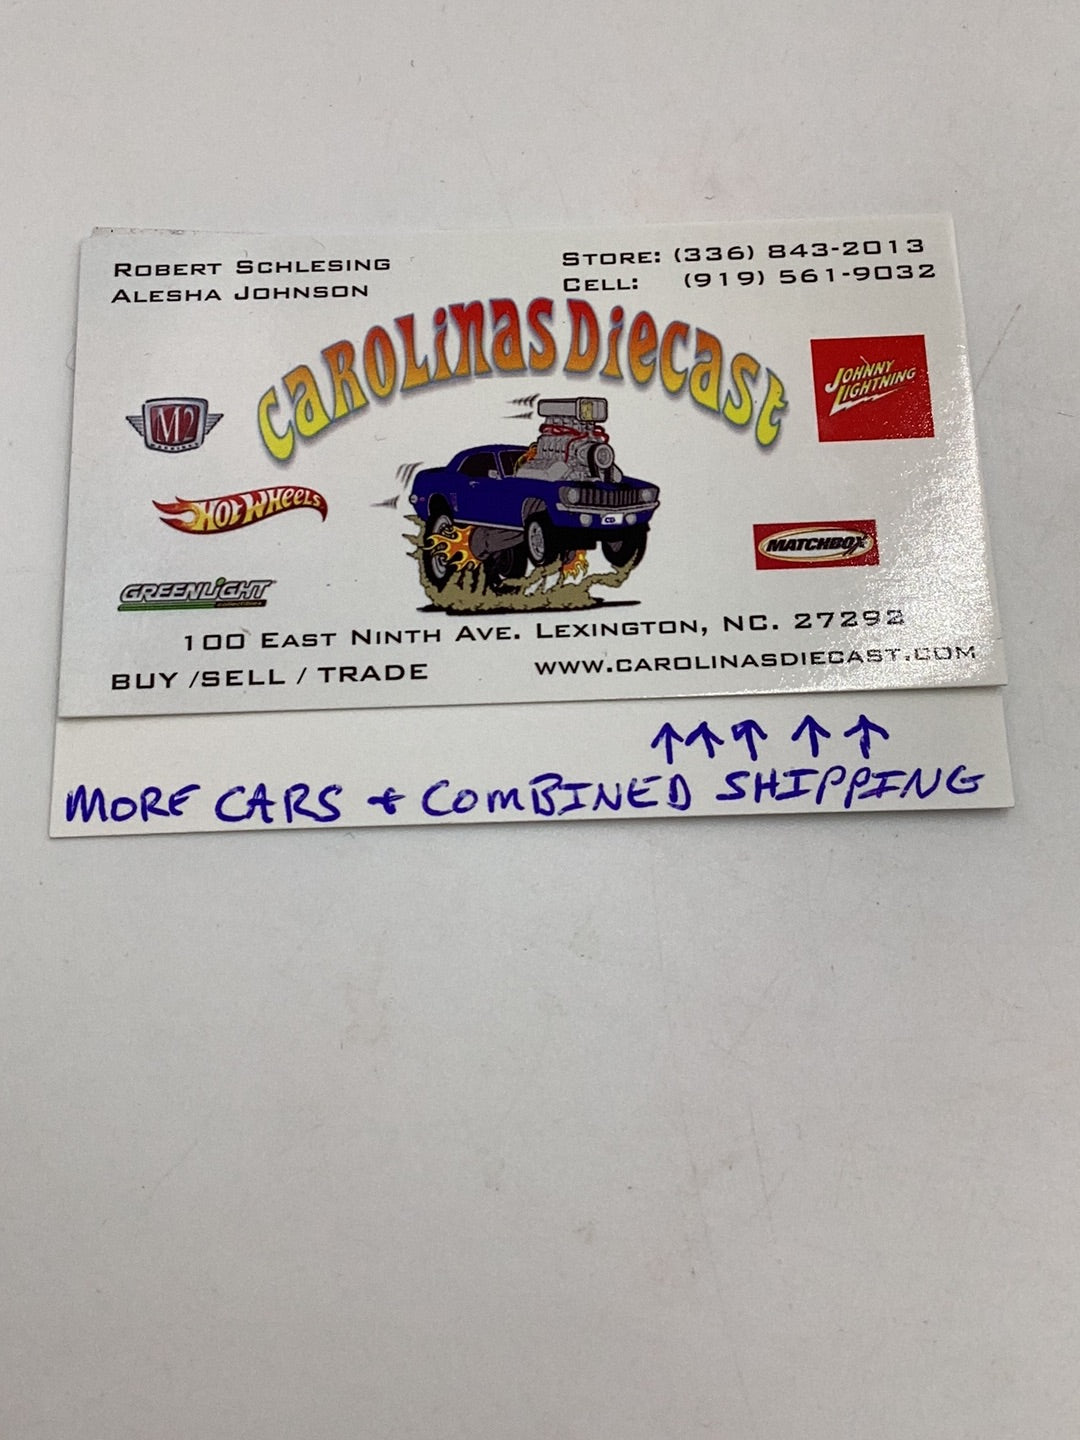 ROBERT SCHLESING
ALESHA JOHNSON
STORE: (336) 843-2013
CELL: (919) 561-9032
CAROLINAS DIECAST
M2
JOHNNY
LIGHTNING
HOT WHEELS
CD
MATCHBOX
GREENLIGHT
collectibles
100 EAST NINTH AVE. LEXINGTON, NC. 27292
BUY /SELL / TRADE
WWW.CAROLINASDIECAST.COM
↑↑↑ ↑ ↑
MORE CARS + COMBINED SHIPPING